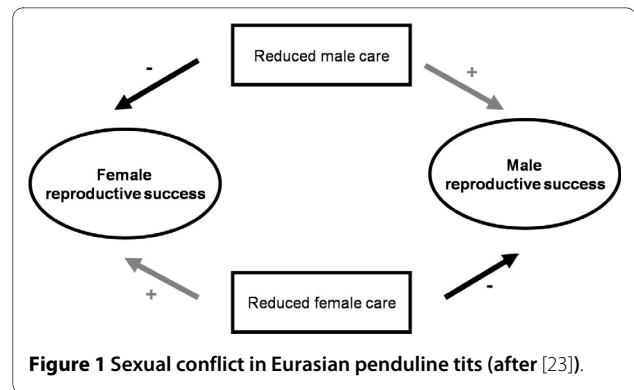 Reduced male care
-
+
Female
reproductive success
Male
reproductive success
+
Reduced female care
-
Figure 1 Sexual conflict in Eurasian penduline tits (after [23]).